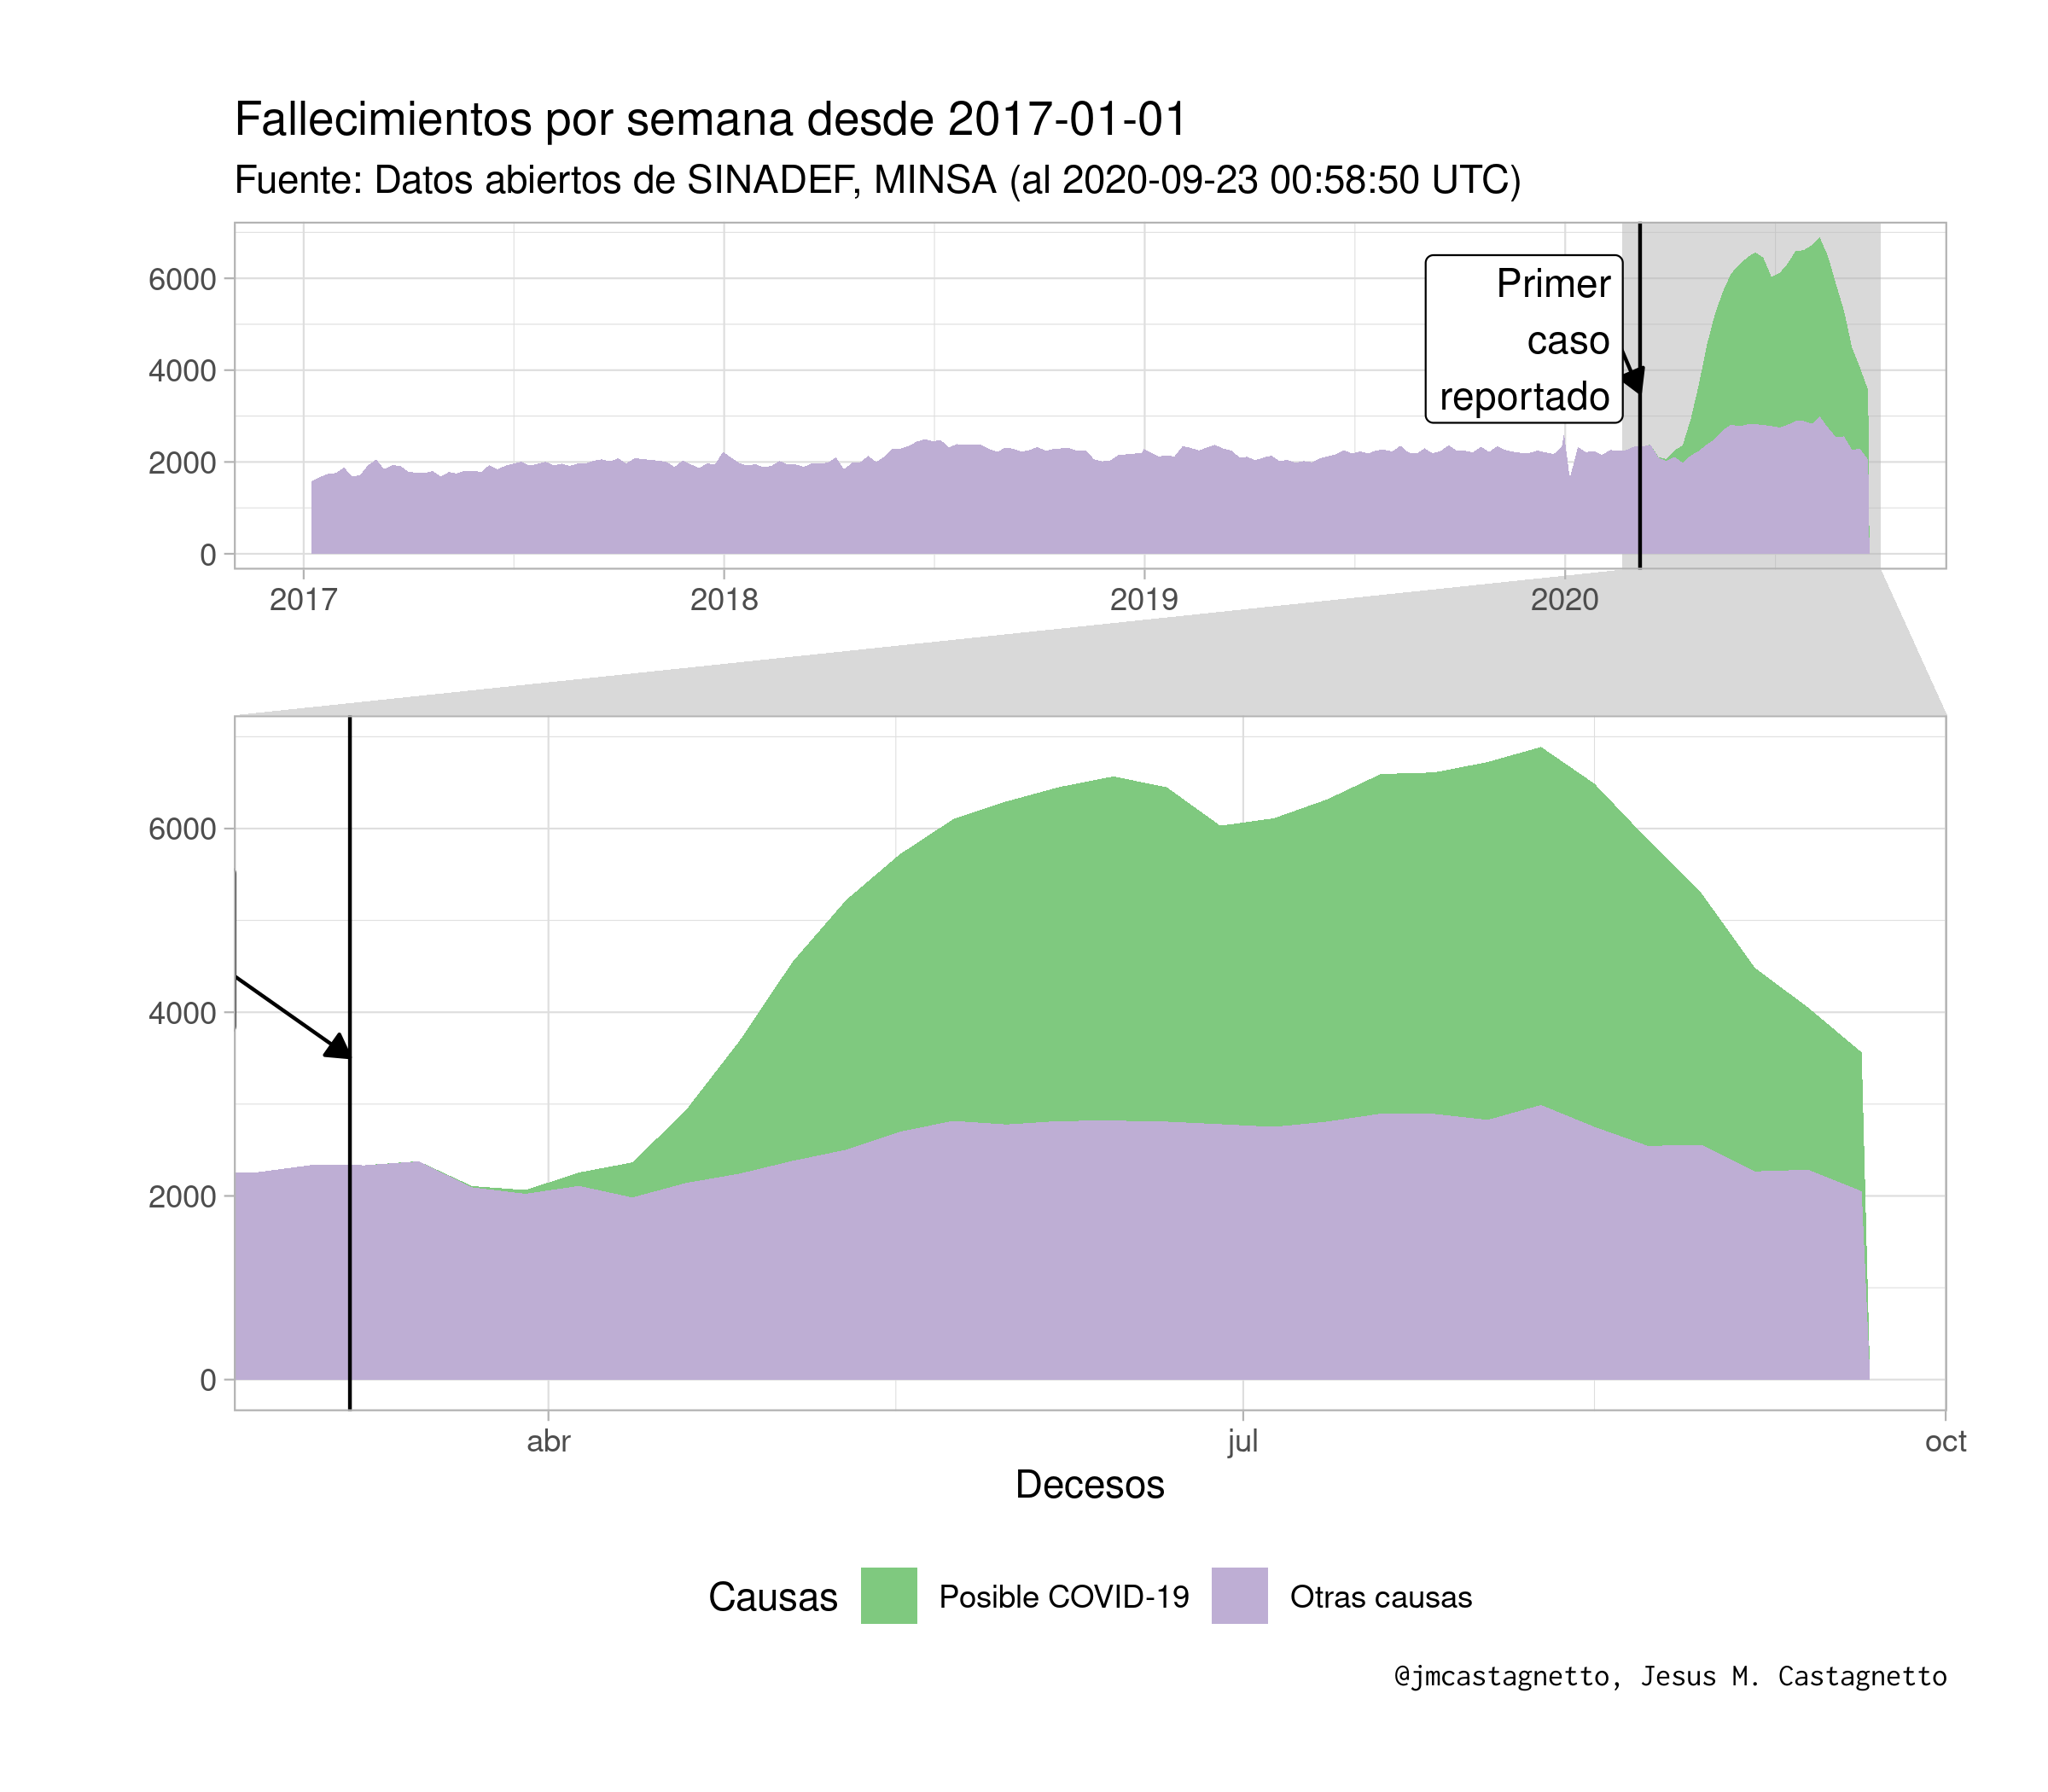 Fallecimientos por semana desde 2017-01-01
Fuente: Datos abiertos de SINADEF, MINSA (al 2020-09-23 00:58:50 UTC)
6000
4000
2000
0
Primer
caso
reportado
2017
2018
2019
2020
6000
4000
2000
0
abr
jul
oct
Decesos
Causas
Posible COVID-19
Otras causas
@jmcastagnetto, Jesus M. Castagnetto